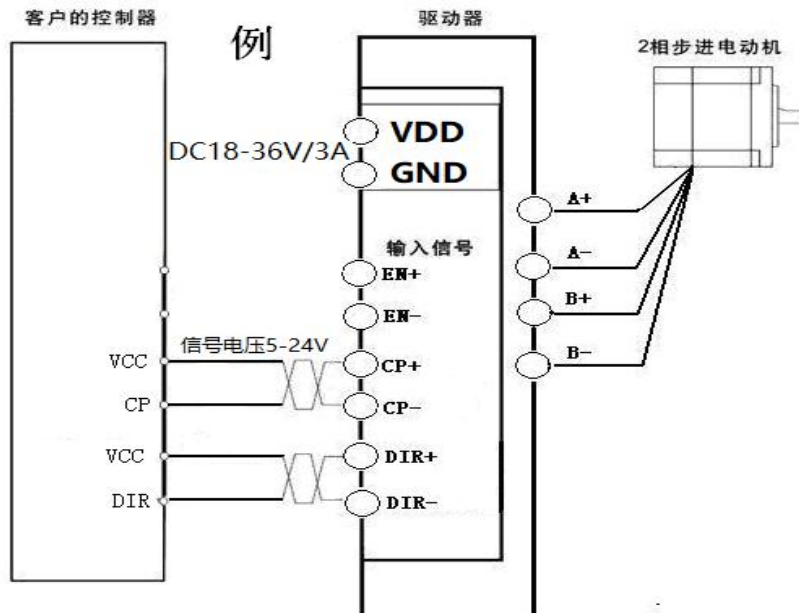 客户的控制器
例
驱动器
2相步进电动机
DC18-36V/3A
VDD
GND
A+
A-
B+
B-
输入信号
EN+
EN-
信号电压5-24V
VCC
CP+
CP
CP-
VCC
DIR+
DIR
DIR-